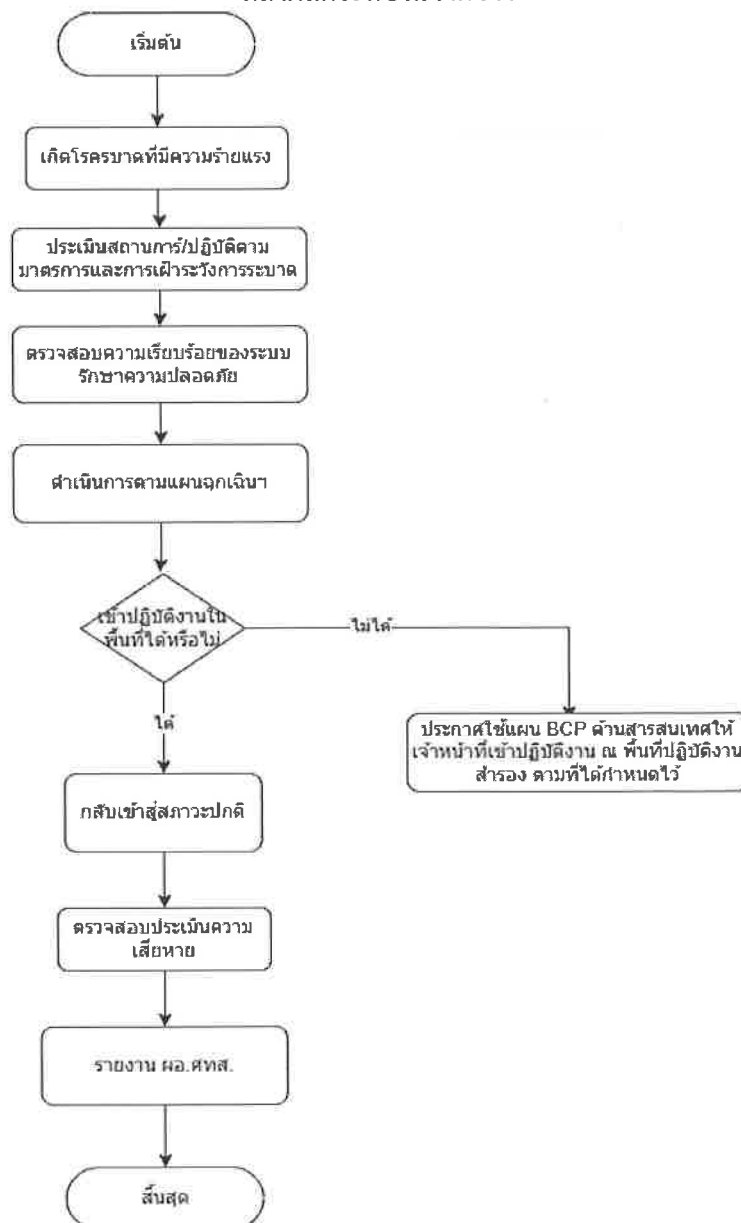 เริ่มต้น
เกิดโรคระบาดที่มีความร้ายแรง
ประเมินสถานการ์/ปฏิบัติตาม
มาตรการและการเฝ้าระวังการระบาด
ตรวจสอบความเรียบร้อยของระบบ
รักษาความปลอดภัย
ดำเนินการตามแผนฉุกเฉินฯ
เข้าปฏิบัติงานใน
พื้นที่ได้หรือไม่
ไม่ได้
ได้
ประกาศใช้แผน BCP ด้านสารสนเทศให้
เจ้าหน้าที่เข้าปฏิบัติงาน ณ พื้นที่ปฏิบัติงาน
สำรอง ตามที่ได้กำหนดไว้
กลับเข้าสู่สภาวะปกติ
ตรวจสอบประเมินความ
เสียหาย
รายงาน ผอ.ศทส.
สิ้นสุด